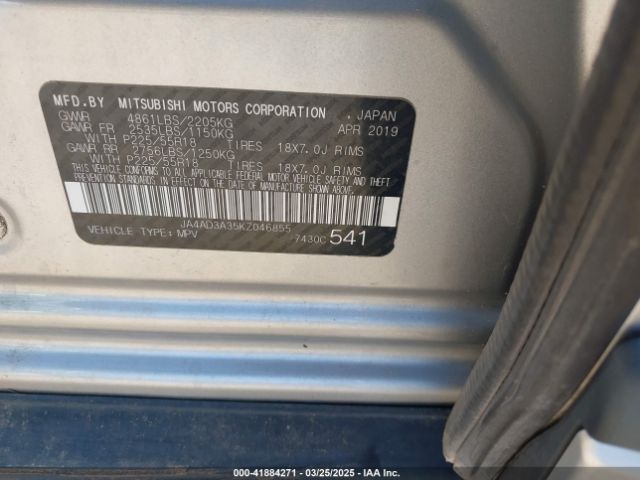 MFD.BY MITSUBISHI MOTORS CORPORATION , JAPAN
GVWR 4861LBS/2205KG APR 2019
GAWR FR 2535LBS/1150KG
WITH P225/55R18 TIRES 18X7.0J RIMS
GAWR RR 2756LBS/1250KG
WITH P225/55R18 TIRES 18X7.0J RIMS
THIS VEHICLE CONFORMS TO ALL APPLICABLE FEDERAL MOTOR VEHICLE SAFETY AND THEFT
PREVENTION STANDARDS IN EFFECT ON THE DATE OF MANUFACTURE SHOWN ABOVE.
JA4AD3A35KZ046855
VEHICLE TYPE: MPV 7430C 541
000-41884271 - 03/25/2025 - IAA Inc.